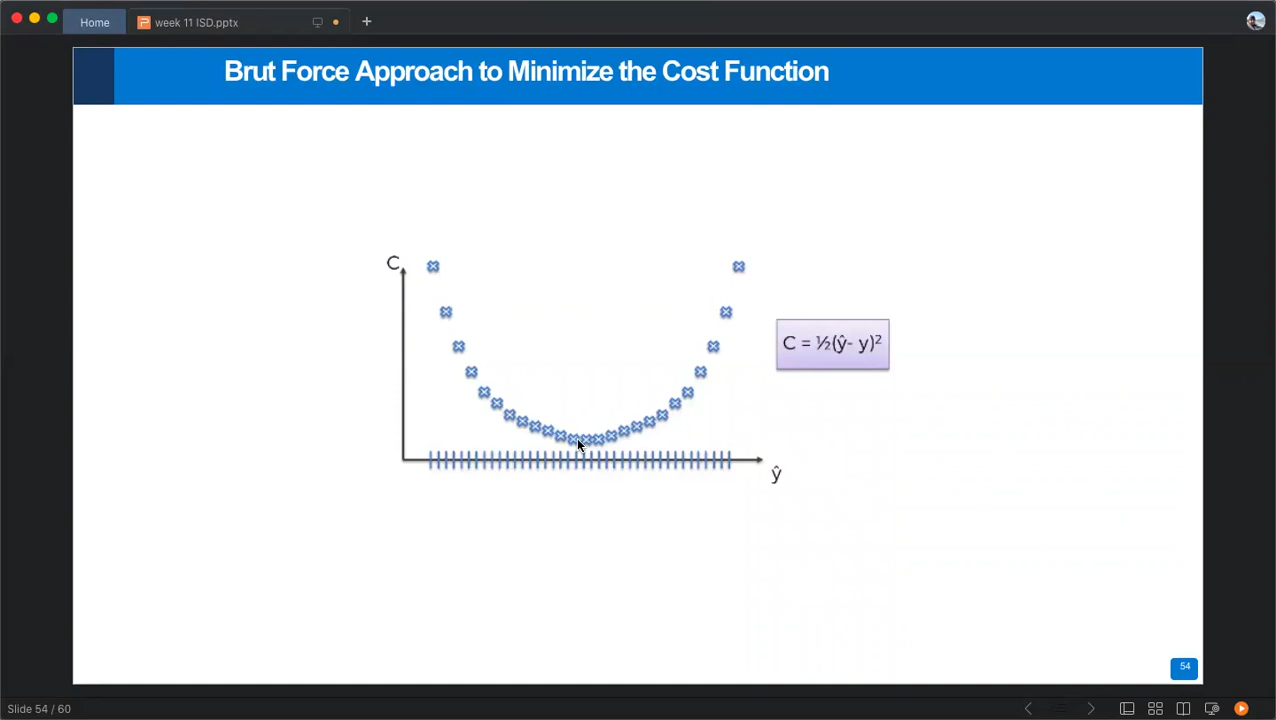 Home
week 11 ISD.pptx
Brut Force Approach to Minimize the Cost Function
C
C = ½(ŷ- y)²
ŷ
54
Slide 54 / 60